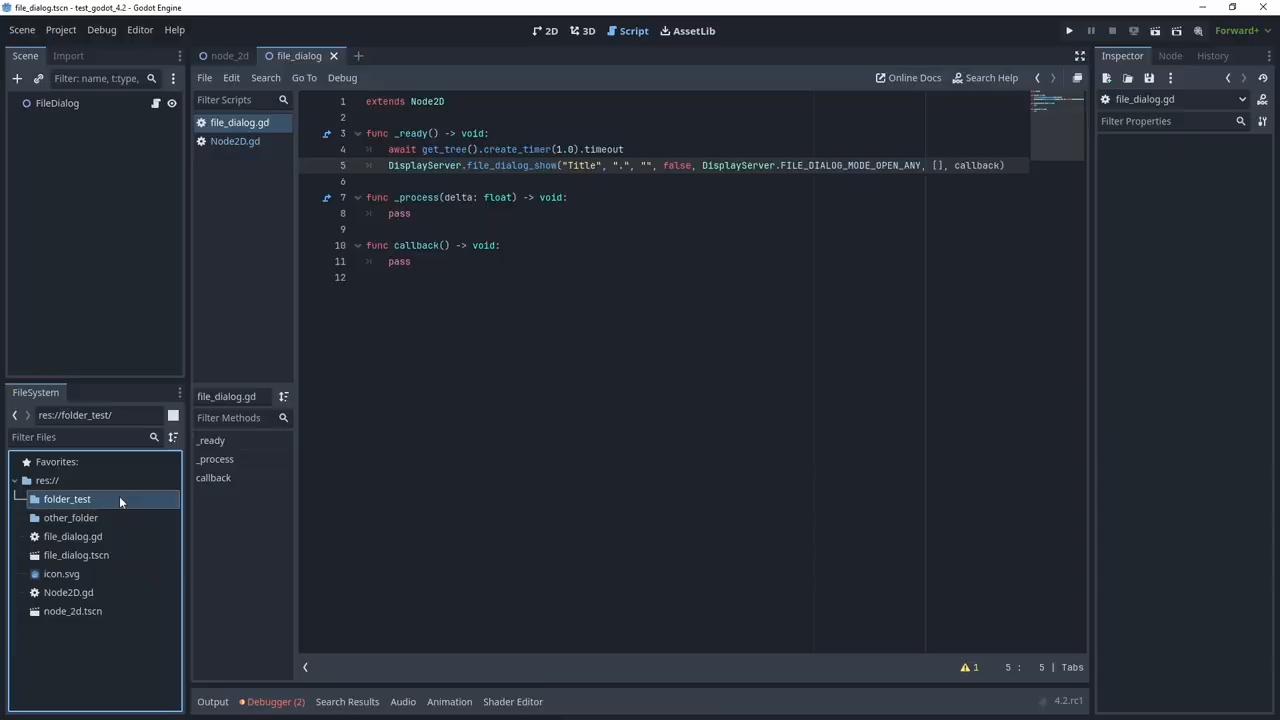 file_dialog.tscn - test_godot_4.2 - Godot Engine
Scene Project Debug Editor Help
2D 3D Script AssetLib
Forward+
Scene Import
node_2d file_dialog
Inspector Node History
Filter: name, t:type,
File Edit Search Go To Debug
Online Docs Search Help
FileDialog
Filter Scripts
file_dialog.gd
Node2D.gd
file_dialog.gd
Filter Methods
_ready
_process
callback
1 extends Node2D
2
3 func _ready() -> void:
4 await get_tree().create_timer(1.0).timeout
5 DisplayServer.file_dialog_show("Title", ".", "", false, DisplayServer.FILE_DIALOG_MODE_OPEN_ANY, [], callback)
6
7 func _process(delta: float) -> void:
8 pass
9
10 func callback() -> void:
11 pass
12
file_dialog.gd
Filter Properties
FileSystem
res://folder_test/
Filter Files
Favorites:
res://
folder_test
other_folder
file_dialog.gd
file_dialog.tscn
icon.svg
Node2D.gd
node_2d.tscn
1 5 : 5 | Tabs
Output Debugger (2) Search Results Audio Animation Shader Editor
4.2.rc1